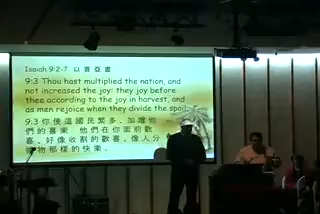 Isaiah 9:2-7 以賽亞書
9:3 Thou hast multiplied the nation, and
not increased the joy: they joy before
thee according to the joy in harvest, and
as men rejoice when they divide the spoil.
9:3 你使這國民繁多、加增他
們的喜樂．他們在你面前歡
喜、好像收割的歡喜、像人分
物那樣的快樂．